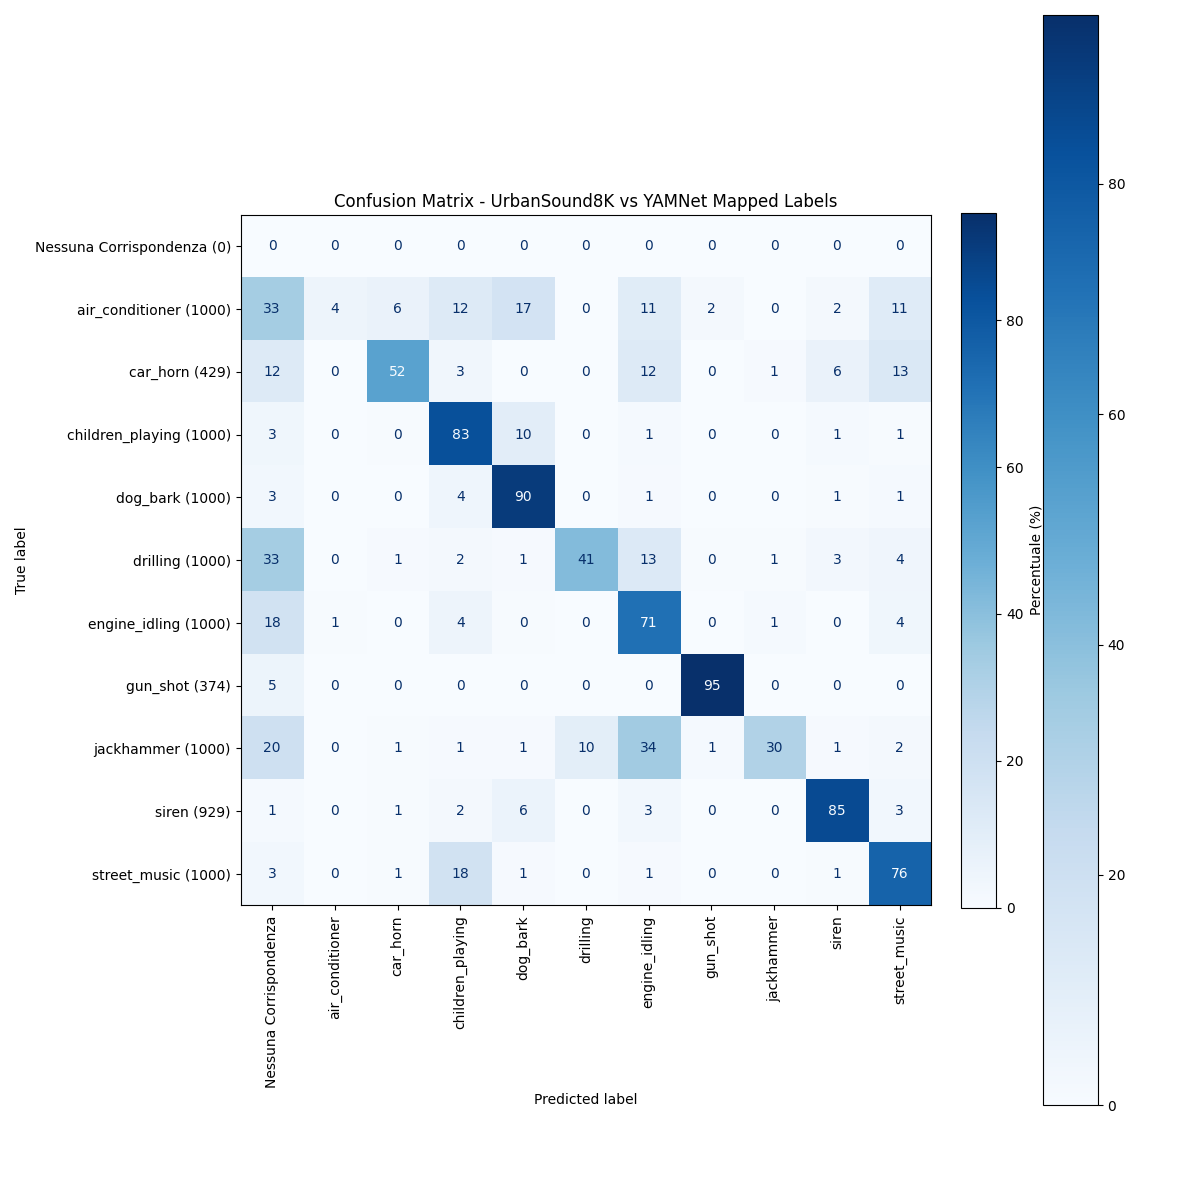 Confusion Matrix - UrbanSound8K vs YAMNet Mapped Labels
True label
Nessuna Corrispondenza (0) 0 0 0 0 0 0 0 0 0 0 0
air_conditioner (1000) 33 4 6 12 17 0 11 2 0 2 11
car_horn (429) 12 0 52 3 0 0 12 0 1 6 13
children_playing (1000) 3 0 0 83 10 0 1 0 0 1 1
dog_bark (1000) 3 0 0 4 90 0 1 0 0 1 1
drilling (1000) 33 0 1 2 1 41 13 0 1 3 4
engine_idling (1000) 18 1 0 4 0 0 71 0 1 0 4
gun_shot (374) 5 0 0 0 0 0 0 95 0 0 0
jackhammer (1000) 20 0 1 1 1 10 34 1 30 1 2
siren (929) 1 0 1 2 6 0 3 0 0 85 3
street_music (1000) 3 0 1 18 1 0 1 0 0 1 76
Nessuna Corrispondenza
air_conditioner
car_horn
children_playing
dog_bark
drilling
engine_idling
gun_shot
jackhammer
siren
street_music
Predicted label
80
60
40
20
0
Percentuale (%)
80
60
40
20
0